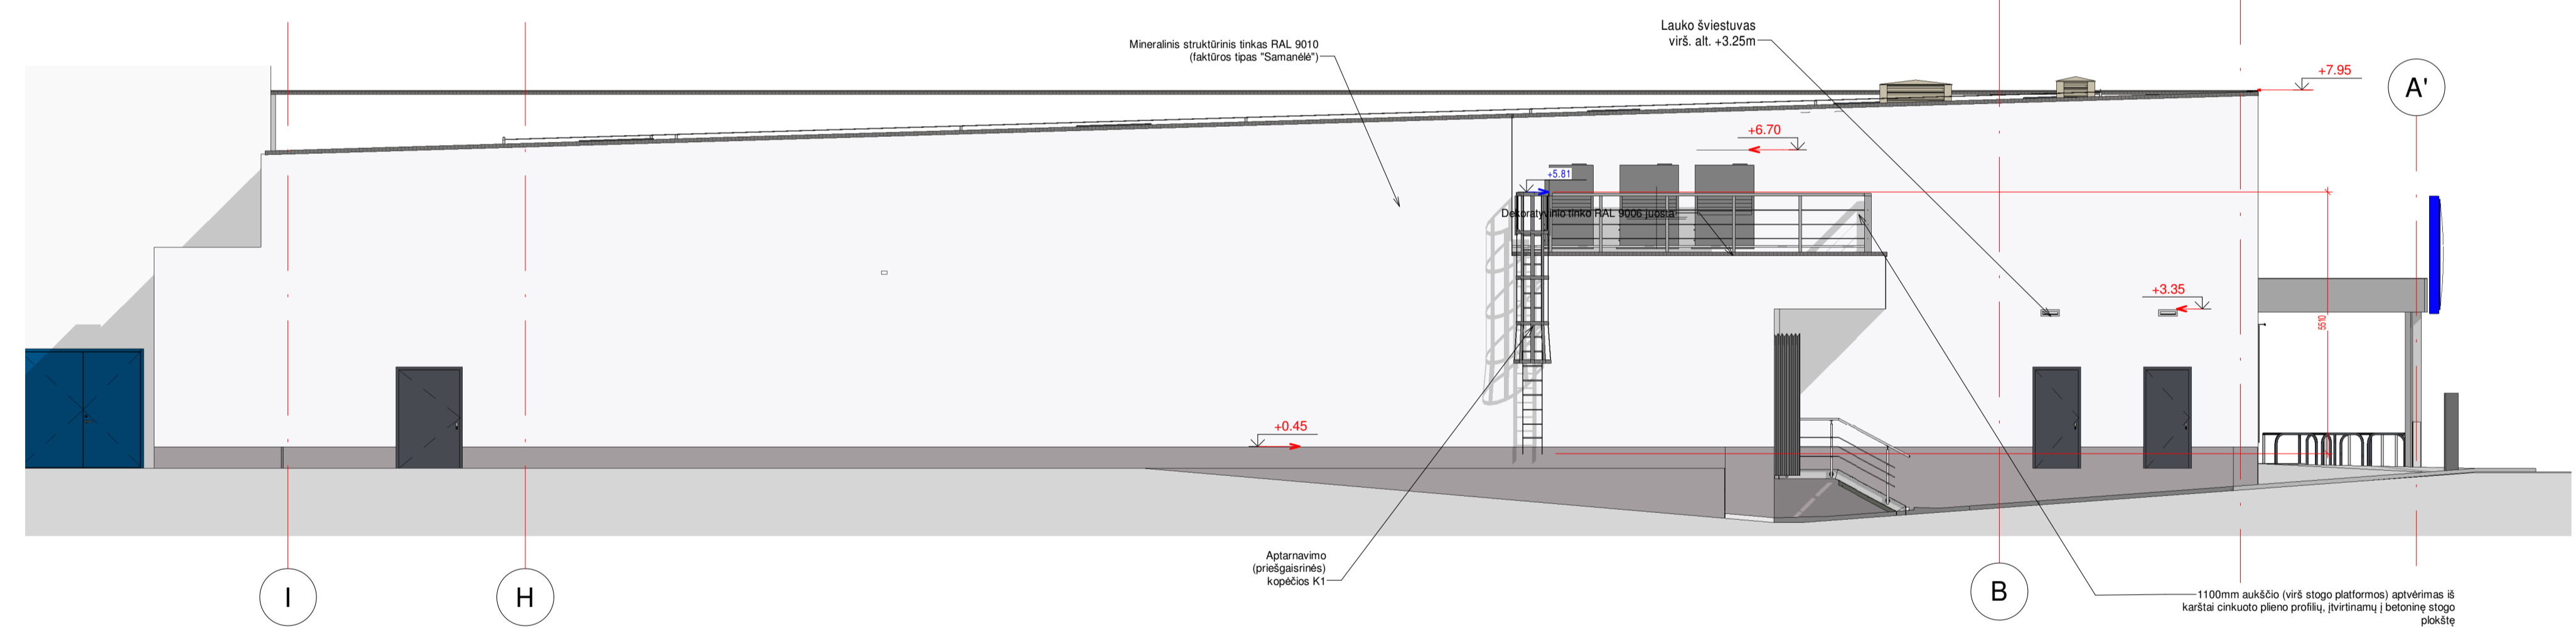 Lauko šviestuvas
virš. alt. +3.25m
Mineralinis struktūrinis tinkas RAL 9010
(faktūros tipas "Samanėlė")
+7.95
A'
+6.70
+5.81
Dekoratyvinio tinko RAL 9006 juosta
+3.35
5510
+0.45
Aptarnavimo
(priešgaisrinės)
kopėčios K1
I
H
B
1100mm aukščio (virš stogo platformos) aptvėrimas iš
karštai cinkuoto plieno profilių, įtvirtinamų į betoninę stogo
plokštę